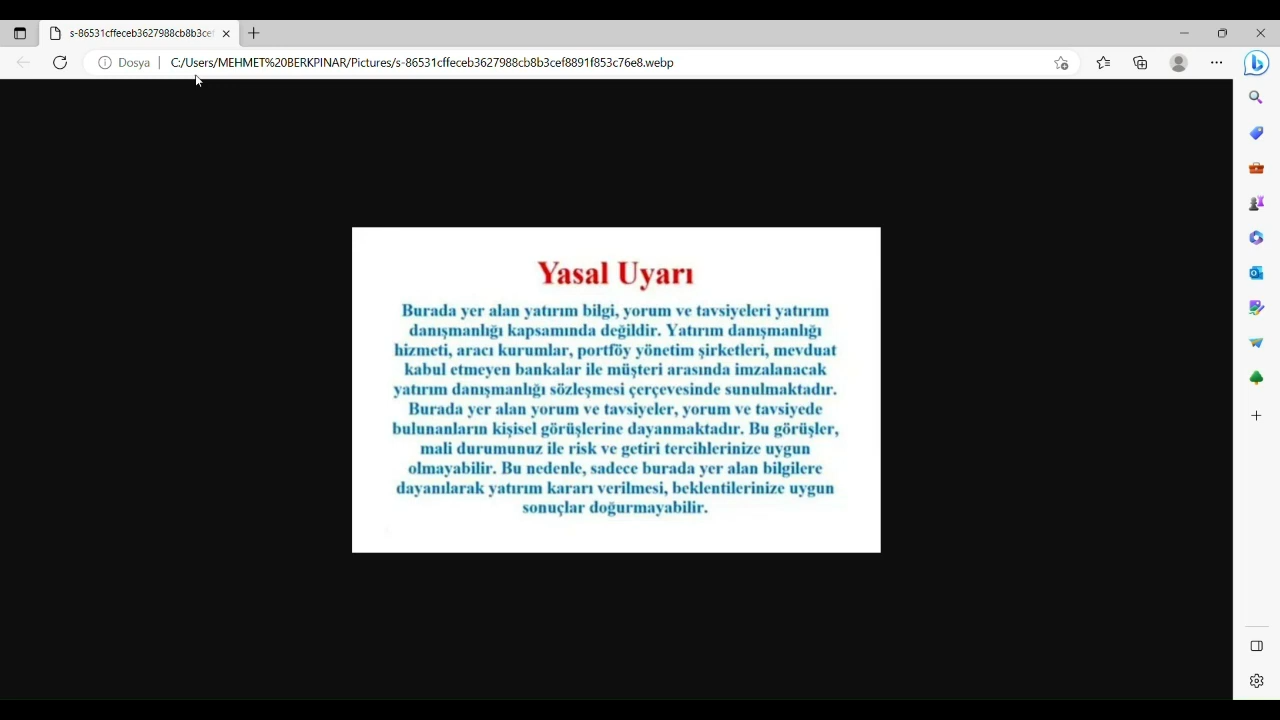 s-86531cffeceb3627988cb8b3cef
Dosya C:/Users/MEHMET%20BERKPINAR/Pictures/s-86531cffeceb3627988cb8b3cef8891f853c76e8.webp
Yasal Uyarı
Burada yer alan yatırım bilgi, yorum ve tavsiyeleri yatırım
danışmanlığı kapsamında değildir. Yatırım danışmanlığı
hizmeti, aracı kurumlar, portföy yönetim şirketleri, mevduat
kabul etmeyen bankalar ile müşteri arasında imzalanacak
yatırım danışmanlığı sözleşmesi çerçevesinde sunulmaktadır.
Burada yer alan yorum ve tavsiyeler, yorum ve tavsiyede
bulunanların kişisel görüşlerine dayanmaktadır. Bu görüşler,
mali durumunuz ile risk ve getiri tercihlerinize uygun
olmayabilir. Bu nedenle, sadece burada yer alan bilgilere
dayanılarak yatırım kararı verilmesi, beklentilerinize uygun
sonuçlar doğurmayabilir.